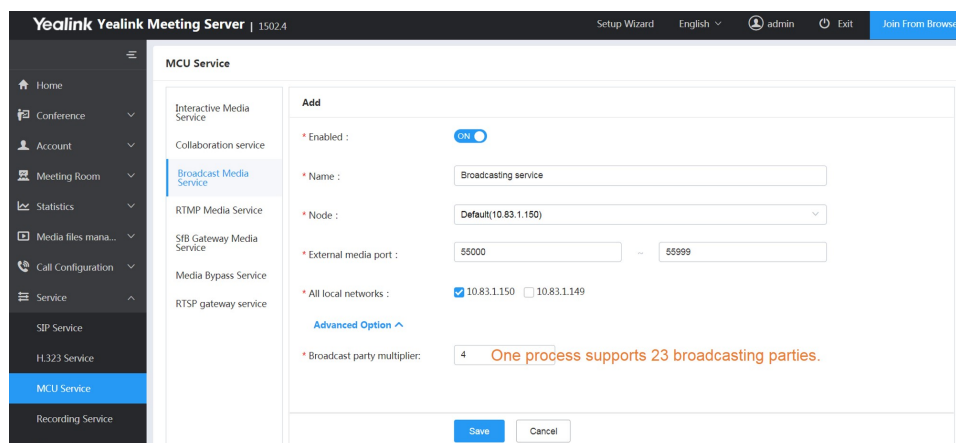 Yealink Yealink Meeting Server | 1502.4
Setup Wizard English admin Exit Join From Browse
MCU Service
Home
Conference
Account
Meeting Room
Statistics
Media files mana...
Call Configuration
Service
SIP Service
H.323 Service
MCU Service
Recording Service
Interactive Media
Service
Collaboration service
Broadcast Media
Service
RTMP Media Service
SfB Gateway Media
Service
Media Bypass Service
RTSP gateway service
Add
* Enabled : ON
* Name : Broadcasting service
* Node : Default(10.83.1.150)
* External media port : 55000 ~ 55999
* All local networks : 10.83.1.150 10.83.1.149
Advanced Option
* Broadcast party multiplier: 4 One process supports 23 broadcasting parties.
Save Cancel